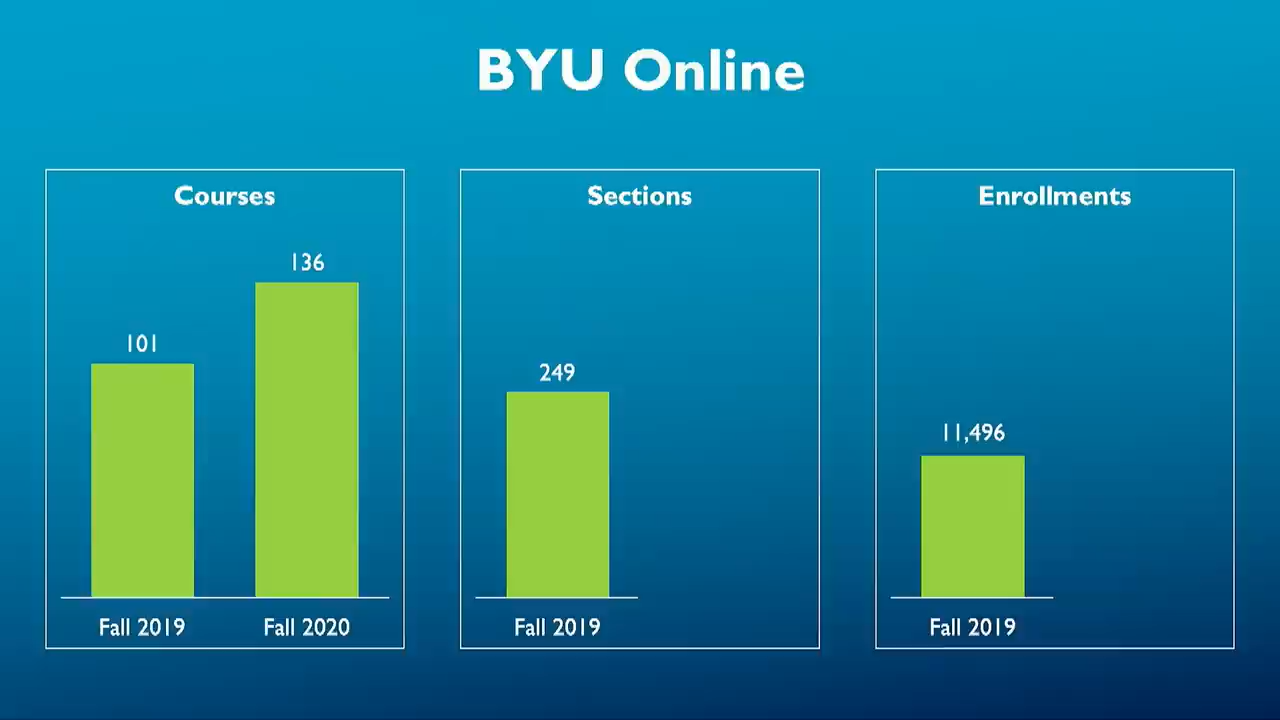 BYU Online
Courses
136
101
Fall 2019
Fall 2020
Sections
249
Fall 2019
Enrollments
11,496
Fall 2019